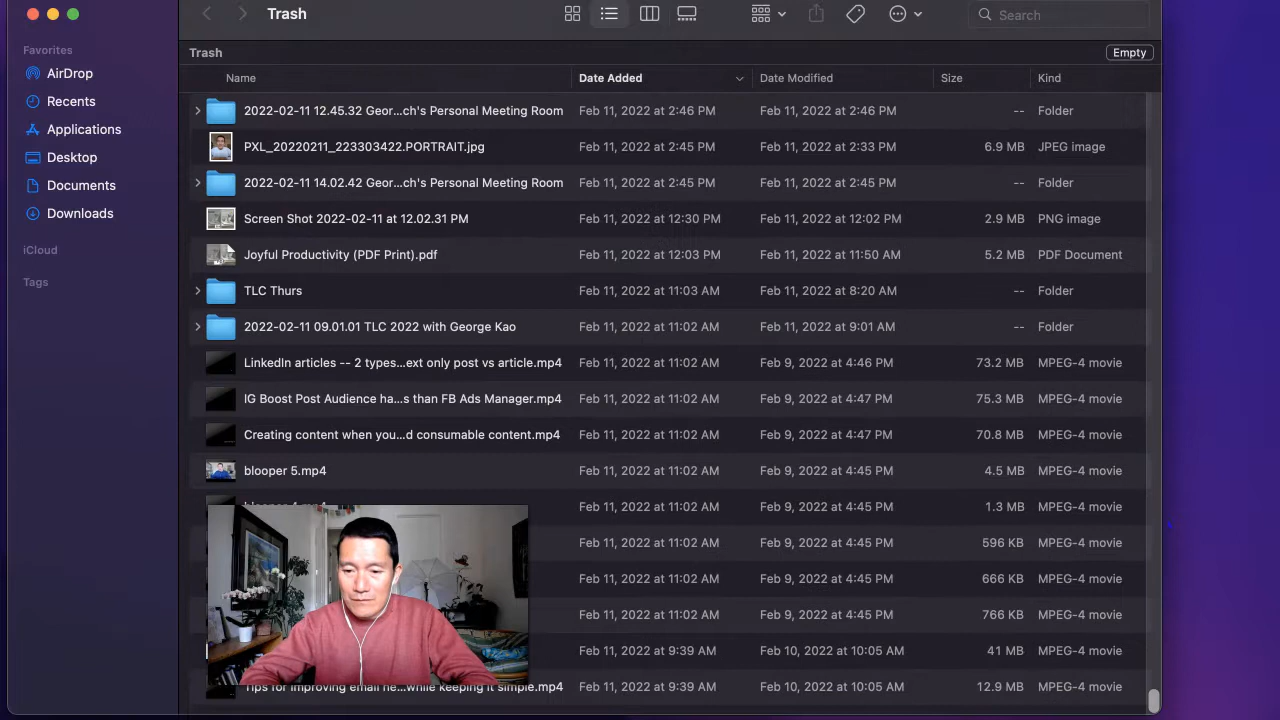 Trash
Search
Favorites
AirDrop
Recents
Applications
Desktop
Documents
Downloads
iCloud
Tags
Trash
Empty
Name Date Added Date Modified Size Kind
2022-02-11 12.45.32 Geor...ch's Personal Meeting Room Feb 11, 2022 at 2:46 PM Feb 11, 2022 at 2:46 PM -- Folder
PXL_20220211_223303422.PORTRAIT.jpg Feb 11, 2022 at 2:45 PM Feb 11, 2022 at 2:33 PM 6.9 MB JPEG image
2022-02-11 14.02.42 Geor...ch's Personal Meeting Room Feb 11, 2022 at 2:45 PM Feb 11, 2022 at 2:45 PM -- Folder
Screen Shot 2022-02-11 at 12.02.31 PM Feb 11, 2022 at 12:30 PM Feb 11, 2022 at 12:02 PM 2.9 MB PNG image
Joyful Productivity (PDF Print).pdf Feb 11, 2022 at 12:03 PM Feb 11, 2022 at 11:50 AM 5.2 MB PDF Document
TLC Thurs Feb 11, 2022 at 11:03 AM Feb 11, 2022 at 8:20 AM -- Folder
2022-02-11 09.01.01 TLC 2022 with George Kao Feb 11, 2022 at 11:02 AM Feb 11, 2022 at 9:01 AM -- Folder
LinkedIn articles -- 2 types...ext only post vs article.mp4 Feb 11, 2022 at 11:02 AM Feb 9, 2022 at 4:46 PM 73.2 MB MPEG-4 movie
IG Boost Post Audience ha...s than FB Ads Manager.mp4 Feb 11, 2022 at 11:02 AM Feb 9, 2022 at 4:47 PM 75.3 MB MPEG-4 movie
Creating content when you...d consumable content.mp4 Feb 11, 2022 at 11:02 AM Feb 9, 2022 at 4:47 PM 70.8 MB MPEG-4 movie
blooper 5.mp4 Feb 11, 2022 at 11:02 AM Feb 9, 2022 at 4:45 PM 4.5 MB MPEG-4 movie
Feb 11, 2022 at 11:02 AM Feb 9, 2022 at 4:45 PM 1.3 MB MPEG-4 movie
Feb 11, 2022 at 11:02 AM Feb 9, 2022 at 4:45 PM 596 KB MPEG-4 movie
Feb 11, 2022 at 11:02 AM Feb 9, 2022 at 4:45 PM 666 KB MPEG-4 movie
Feb 11, 2022 at 11:02 AM Feb 9, 2022 at 4:45 PM 766 KB MPEG-4 movie
Feb 11, 2022 at 9:39 AM Feb 10, 2022 at 10:05 AM 41 MB MPEG-4 movie
Tips for improving email he...while keeping it simple.mp4 Feb 11, 2022 at 9:39 AM Feb 10, 2022 at 10:05 AM 12.9 MB MPEG-4 movie